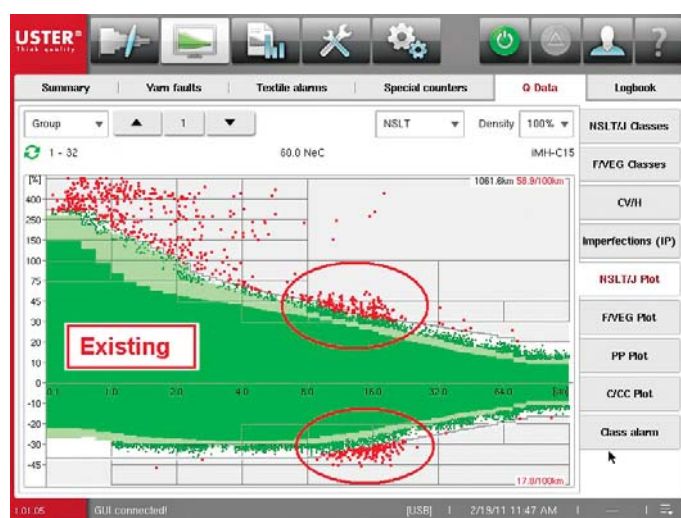 USTER®
Think quality
?
Summary | Yarn faults | Textile alarms | Special counters Q Data Logbook
Group 1 NSLT Density 100%
1 - 32 60.0 NeC IMH-C15
NSLT/J Classes
F/VEG Classes
CV/H
Imperfections (IP)
NSLT/J Plot
F/VEG Plot
PP Plot
C/CC Plot
Class alarm
[%] 1061.6km 58.9/100km
400
250
150
100
75
45
30
20
10
0
-10
-20
-30
-45
Existing
0.1 1.0 2.0 4.0 8.0 16.0 32.0 64.0 [cm]
17.8/100km
1.01.05 GUI connected! [USB] | 2/19/11 11:47 AM | — |